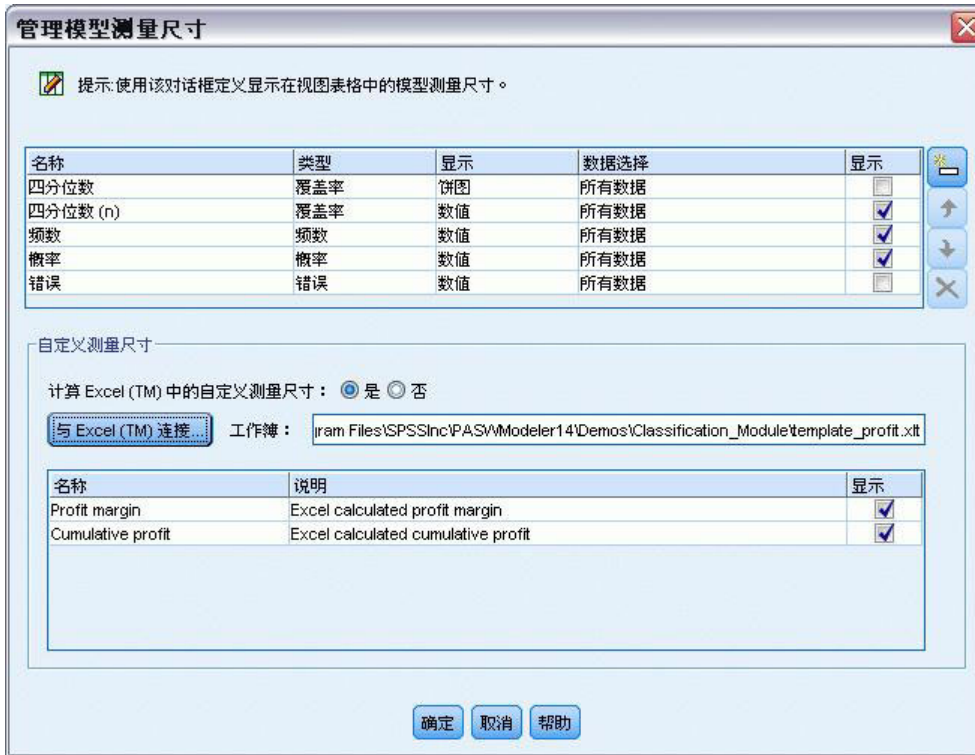 管理模型测量尺寸
提示:使用该对话框定义显示在视图表格中的模型测量尺寸。
名称 类型 显示 数据选择 显示
四分位数 覆盖率 饼图 所有数据
四分位数 (n) 覆盖率 数值 所有数据
频数 频数 数值 所有数据
概率 概率 数值 所有数据
错误 错误 数值 所有数据
自定义测量尺寸
计算 Excel (TM) 中的自定义测量尺寸： 是 否
与 Excel (TM) 连接... 工作簿： gram Files\SPSSInc\PASWModeler14\Demos\Classification_Module\template_profit.xlt
名称 说明 显示
Profit margin Excel calculated profit margin
Cumulative profit Excel calculated cumulative profit
确定 取消 帮助